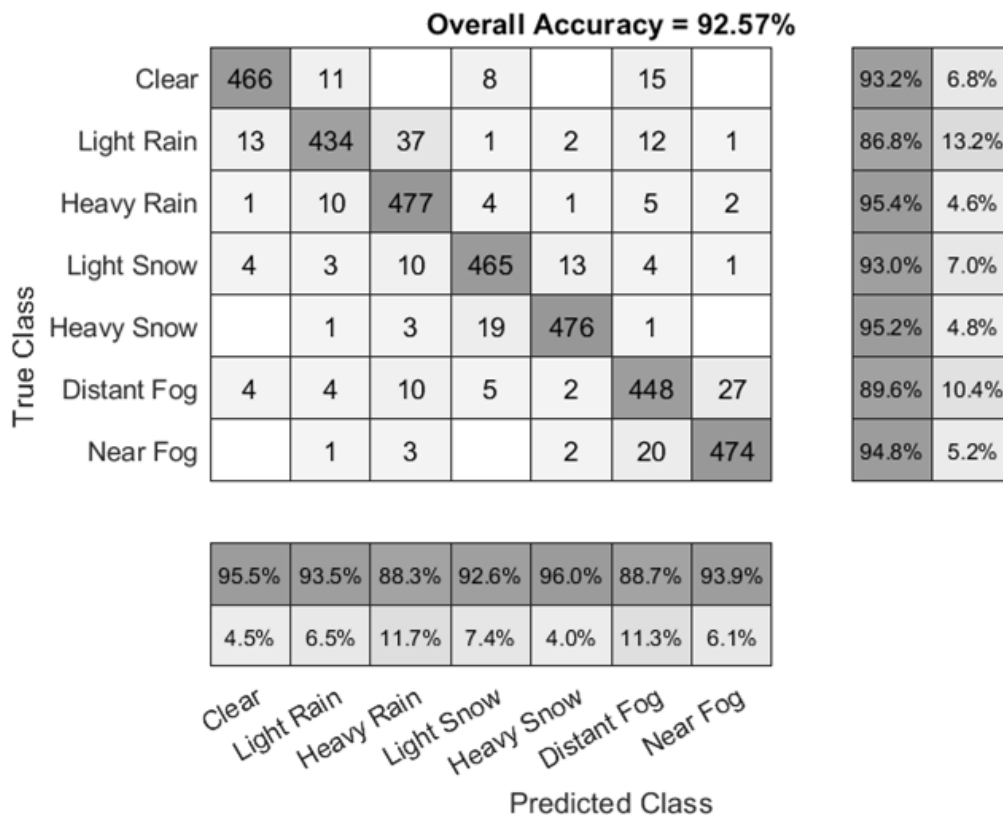 Overall Accuracy = 92.57%
Clear 466 11 8 15 93.2% 6.8%
Light Rain 13 434 37 1 2 12 1 86.8% 13.2%
Heavy Rain 1 10 477 4 1 5 2 95.4% 4.6%
Light Snow 4 3 10 465 13 4 1 93.0% 7.0%
Heavy Snow 1 3 19 476 1 95.2% 4.8%
Distant Fog 4 4 10 5 2 448 27 89.6% 10.4%
Near Fog 1 3 2 20 474 94.8% 5.2%
True Class
95.5% 93.5% 88.3% 92.6% 96.0% 88.7% 93.9%
4.5% 6.5% 11.7% 7.4% 4.0% 11.3% 6.1%
Clear Light Rain Heavy Rain Light Snow Heavy Snow Distant Fog Near Fog
Predicted Class